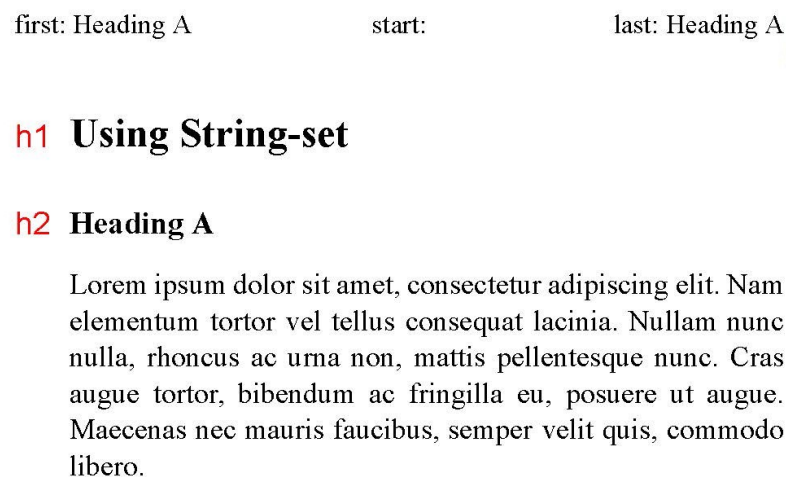 first: Heading A start: last: Heading A
h1 Using String-set
h2 Heading A
Lorem ipsum dolor sit amet, consectetur adipiscing elit. Nam
elementum tortor vel tellus consequat lacinia. Nullam nunc
nulla, rhoncus ac urna non, mattis pellentesque nunc. Cras
augue tortor, bibendum ac fringilla eu, posuere ut augue.
Maecenas nec mauris faucibus, semper velit quis, commodo
libero.